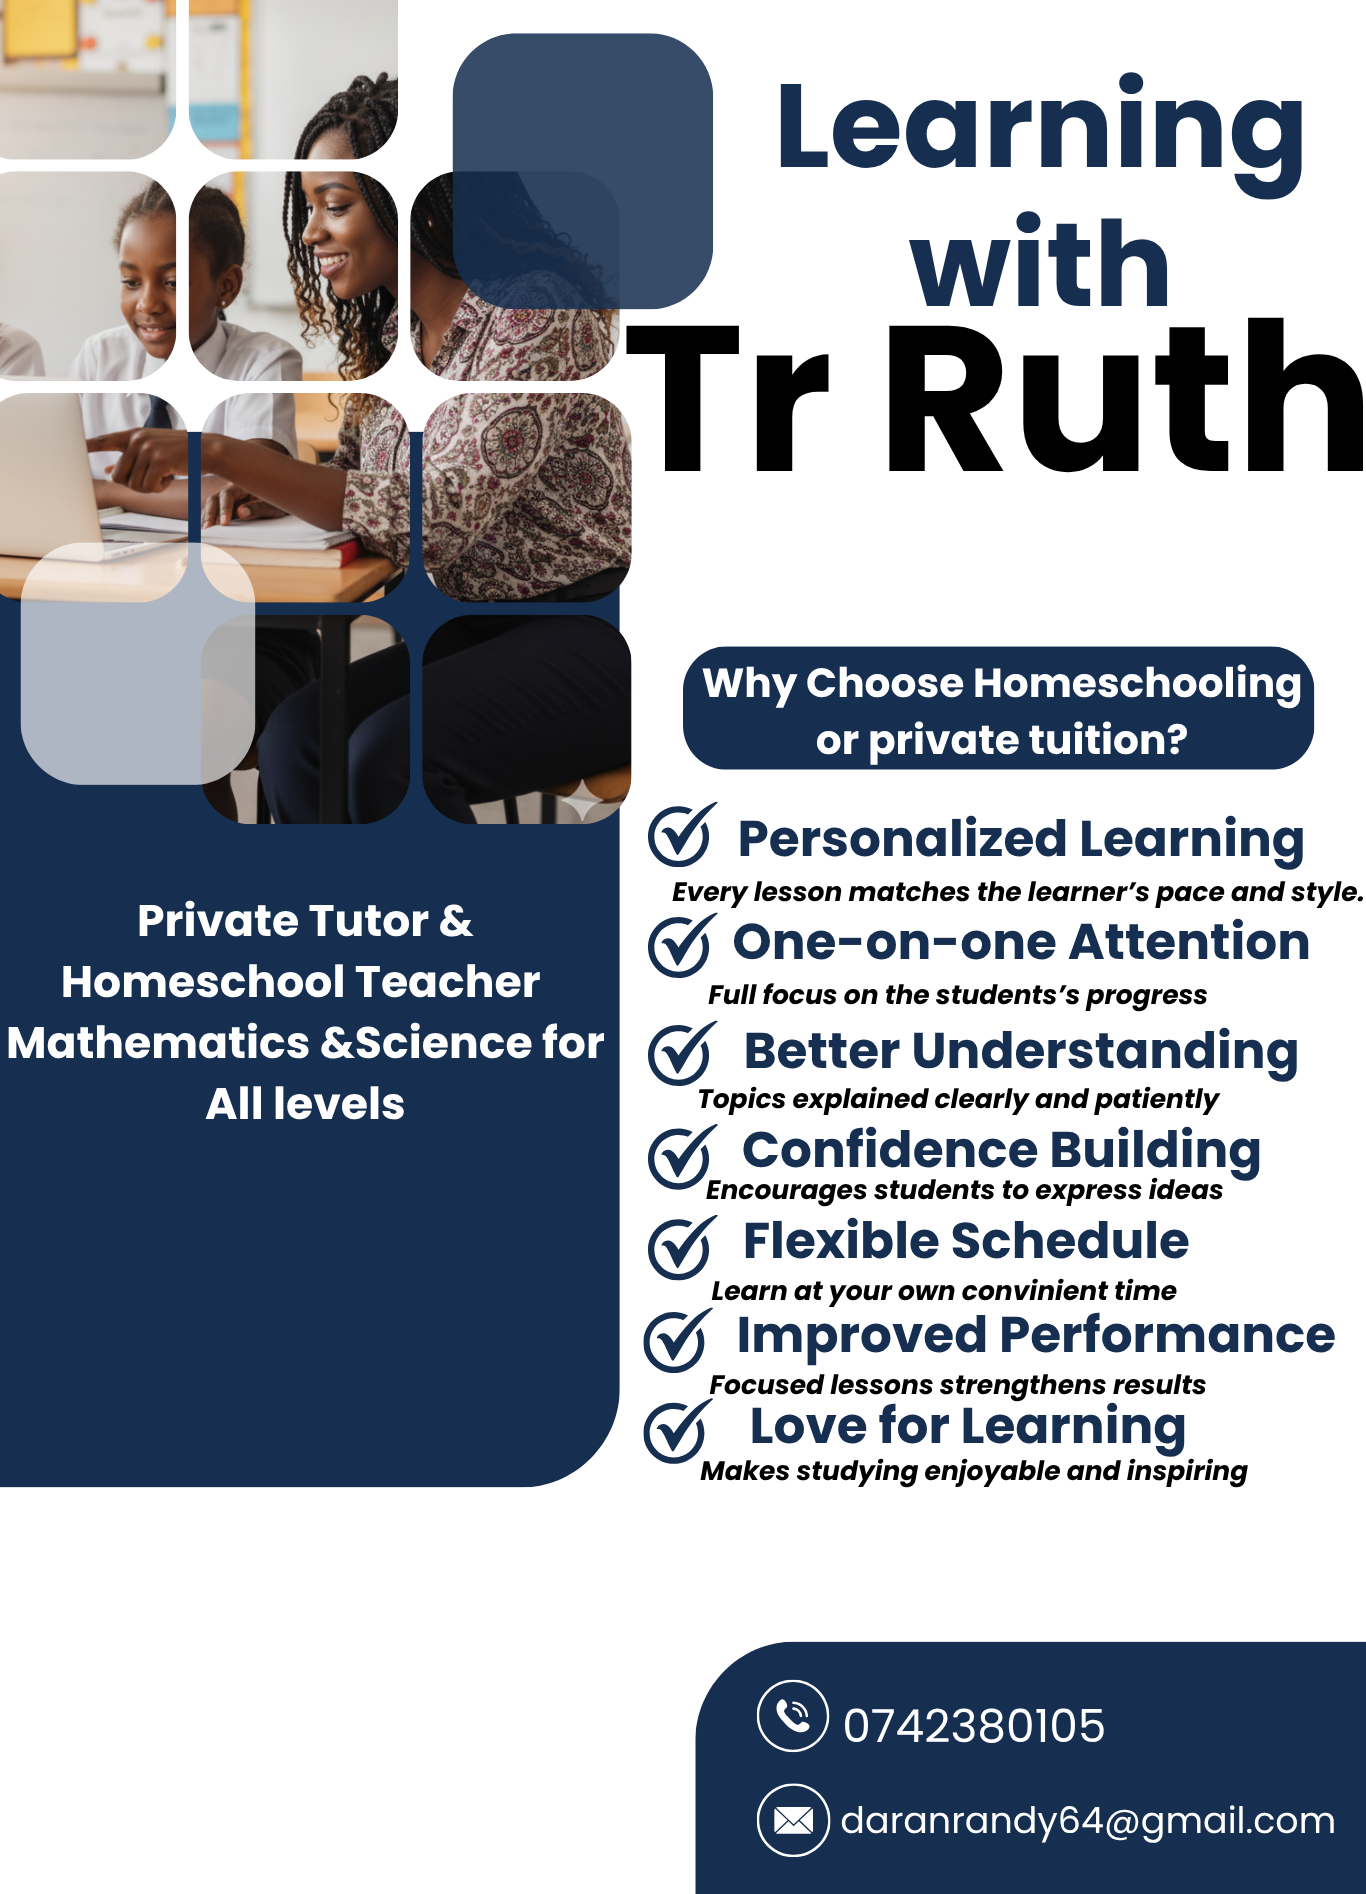 Learning
with
Tr Ruth
Why Choose Homeschooling
or private tuition?
Personalized Learning
Every lesson matches the learner’s pace and style.
One-on-one Attention
Full focus on the students’s progress
Better Understanding
Topics explained clearly and patiently
Confidence Building
Encourages students to express ideas
Flexible Schedule
Learn at your own convinient time
Improved Performance
Focused lessons strengthens results
Love for Learning
Makes studying enjoyable and inspiring
Private Tutor &
Homeschool Teacher
Mathematics &Science for
All levels
0742380105
daranrandy64@gmail.com